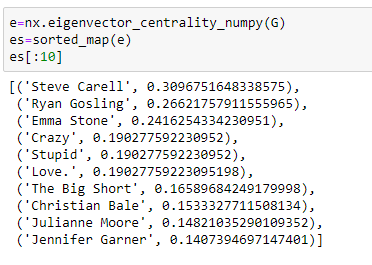 e=nx.eigenvector_centrality_numpy(G)
es=sorted_map(e)
es[:10]
[('Steve Carell', 0.3096751648338575),
('Ryan Gosling', 0.26621757911555965),
('Emma Stone', 0.2416254334230951),
('Crazy', 0.190277592230952),
('Stupid', 0.190277592230952),
('Love.', 0.19027759223095198),
('The Big Short', 0.16589684249179998),
('Christian Bale', 0.1533327711508134),
('Julianne Moore', 0.14821035290109352),
('Jennifer Garner', 0.1407394697147401)]